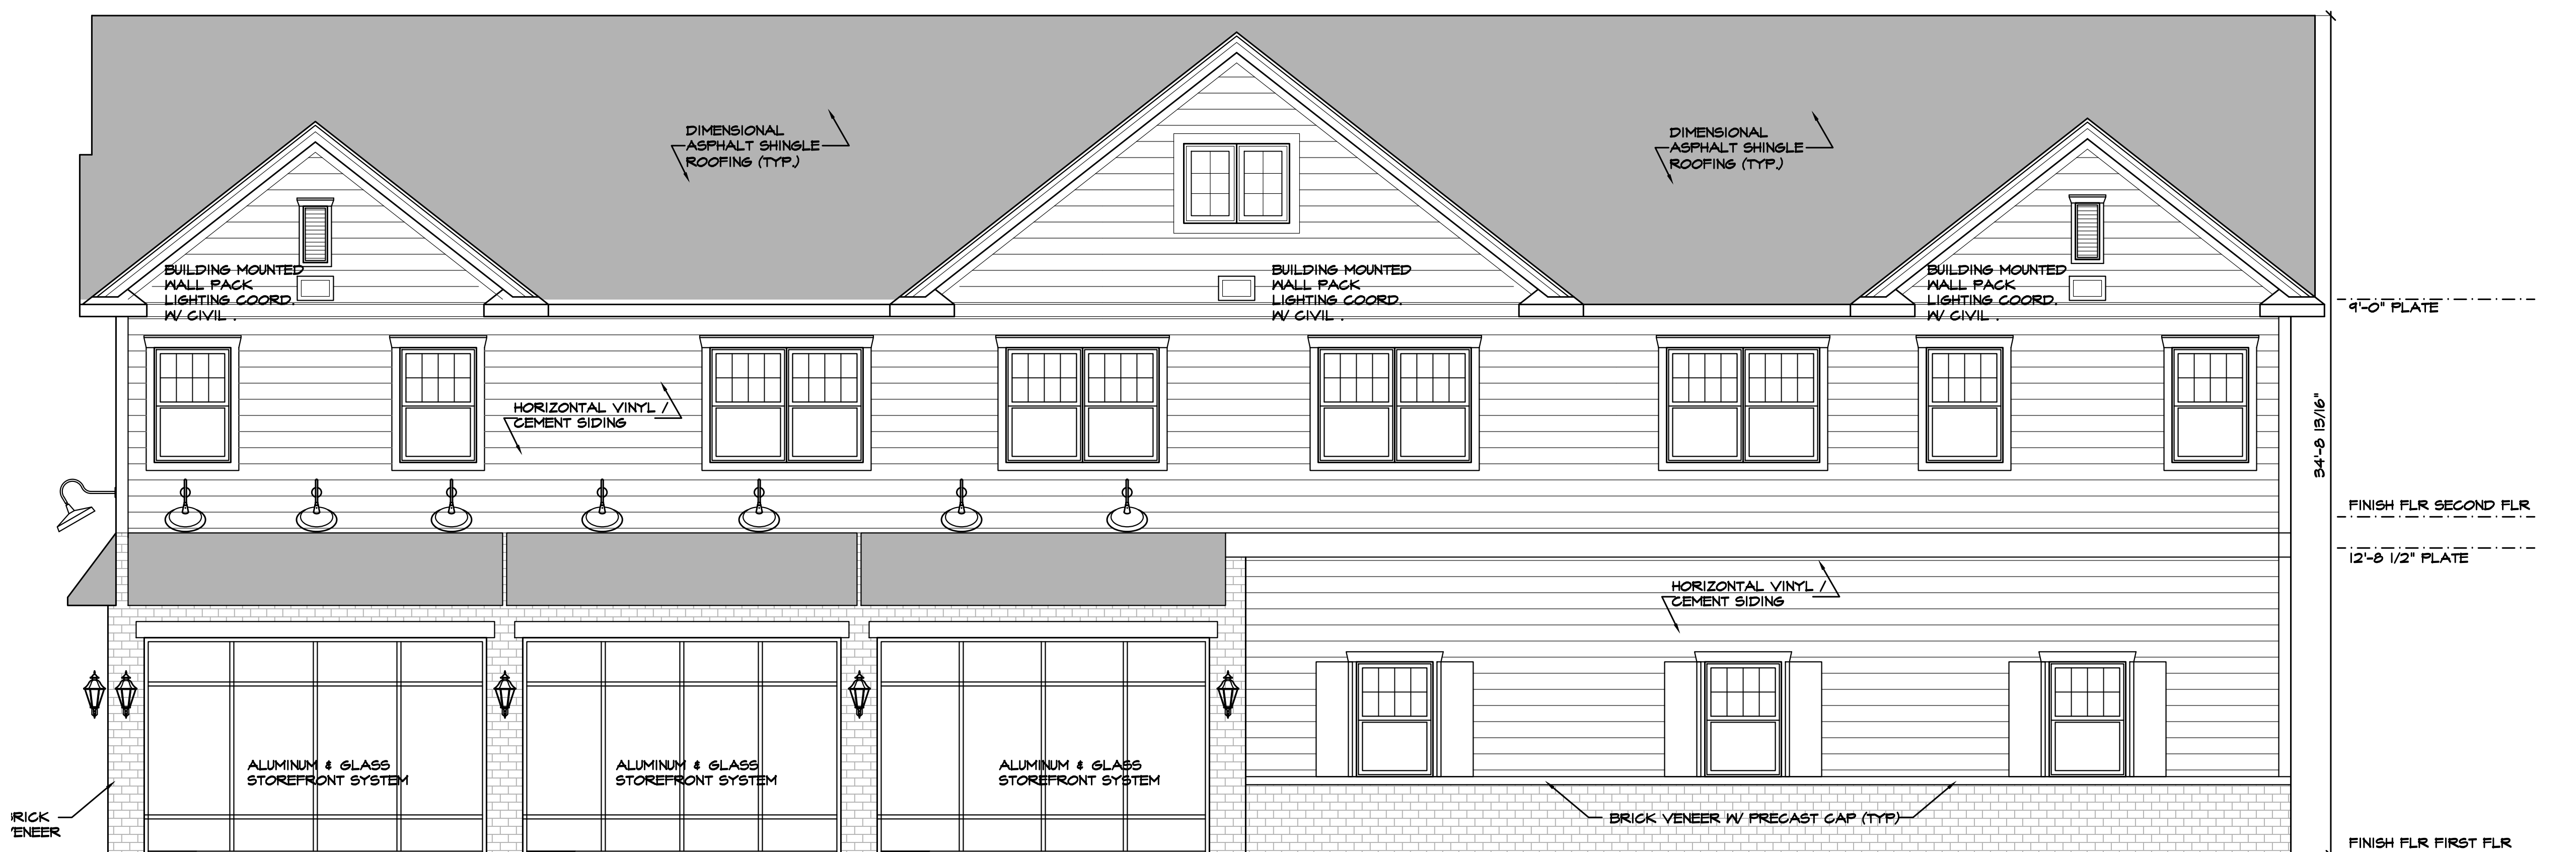 DIMENSIONAL
ASPHALT SHINGLE
ROOFING (TYP.)
DIMENSIONAL
ASPHALT SHINGLE
ROOFING (TYP.)
BUILDING MOUNTED
WALL PACK
LIGHTING COORD.
W/ CIVIL .
BUILDING MOUNTED
WALL PACK
LIGHTING COORD.
W/ CIVIL .
BUILDING MOUNTED
WALL PACK
LIGHTING COORD.
W/ CIVIL .
9'-0" PLATE
HORIZONTAL VINYL /
CEMENT SIDING
34'-8 13/16"
FINISH FLR SECOND FLR
12'-8 1/2" PLATE
HORIZONTAL VINYL /
CEMENT SIDING
ALUMINUM & GLASS
STOREFRONT SYSTEM
ALUMINUM & GLASS
STOREFRONT SYSTEM
ALUMINUM & GLASS
STOREFRONT SYSTEM
RICK
ENEER
BRICK VENEER W/ PRECAST CAP (TYP)
FINISH FLR FIRST FLR